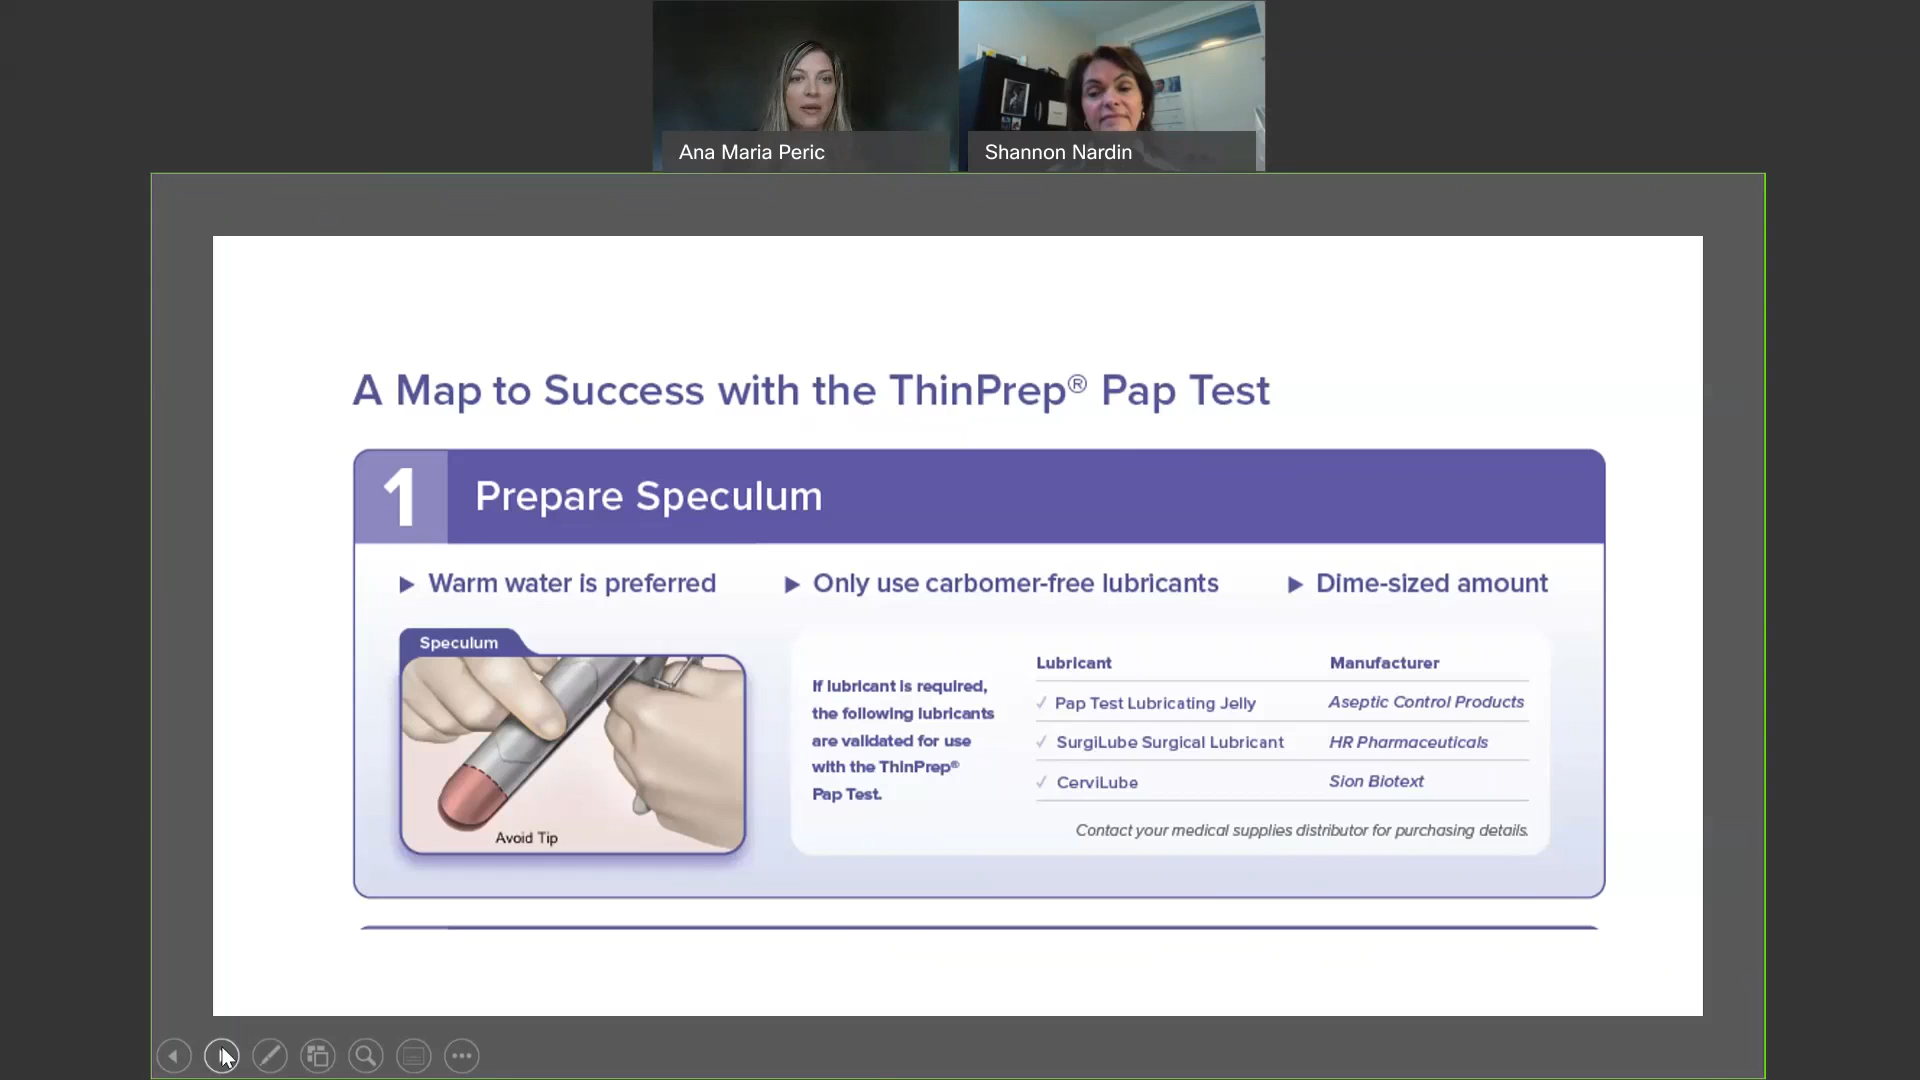 Ana Maria Peric
Shannon Nardin
A Map to Success with the ThinPrep® Pap Test
1 Prepare Speculum
Warm water is preferred
Only use carbomer-free lubricants
Dime-sized amount
Speculum
Avoid Tip
If lubricant is required,
the following lubricants
are validated for use
with the ThinPrep®
Pap Test.
Lubricant Manufacturer
✓ Pap Test Lubricating Jelly Aseptic Control Products
✓ SurgiLube Surgical Lubricant HR Pharmaceuticals
✓ CerviLube Sion Biotext
Contact your medical supplies distributor for purchasing details.